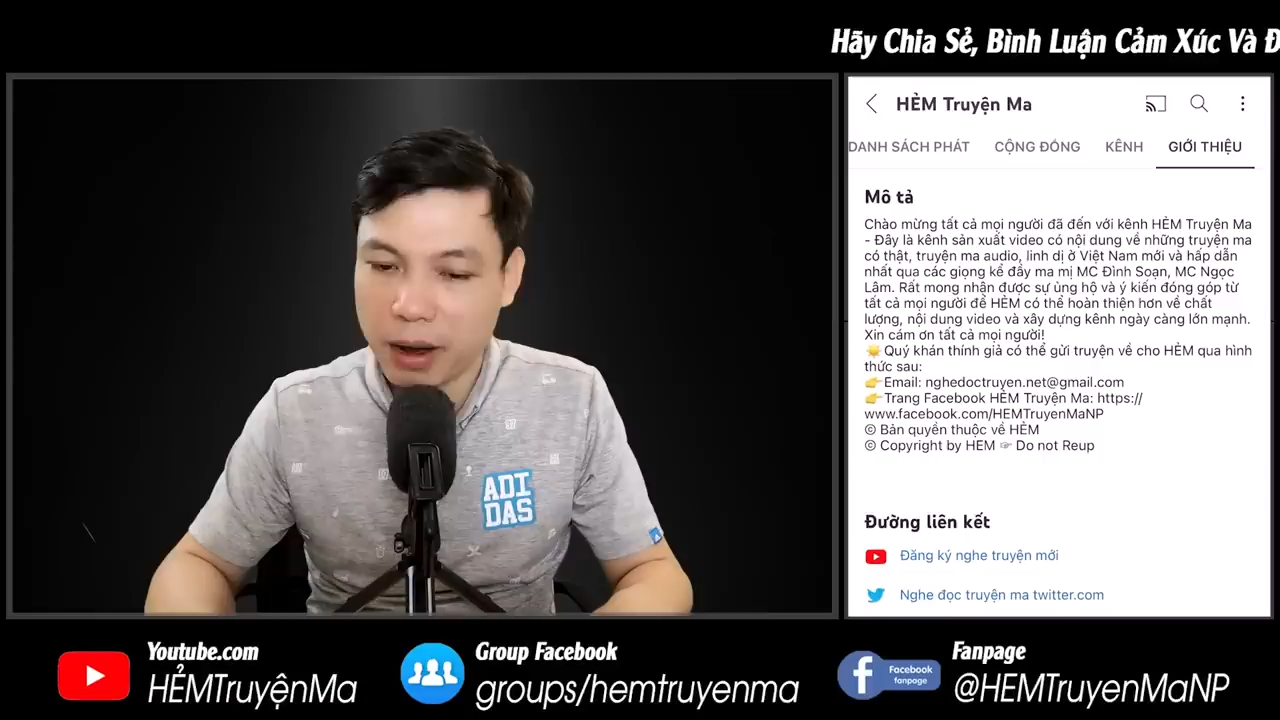 Hãy Chia Sẻ, Bình Luận Cảm Xúc Và Đ
HẺM Truyện Ma
DANH SÁCH PHÁT CỘNG ĐỒNG KÊNH GIỚI THIỆU
Mô tả
Chào mừng tất cả mọi người đã đến với kênh HẺM Truyện Ma
- Đây là kênh sản xuất video có nội dung về những truyện ma
có thật, truyện ma audio, linh dị ở Việt Nam mới và hấp dẫn
nhất qua các giọng kể đầy ma mị MC Đình Soạn, MC Ngọc
Lâm. Rất mong nhận được sự ủng hộ và ý kiến đóng góp từ
tất cả mọi người để HẺM có thể hoàn thiện hơn về chất
lượng, nội dung video và xây dựng kênh ngày càng lớn mạnh.
Xin cám ơn tất cả mọi người!
☀️ Quý khán thính giả có thể gửi truyện về cho HẺM qua hình
thức sau:
👉Email: nghedoctruyen.net@gmail.com
👉Trang Facebook HẺM Truyện Ma: https://
www.facebook.com/HEMTruyenMaNP
© Bản quyền thuộc về HẺM
© Copyright by HEM ☞ Do not Reup
Đường liên kết
Đăng ký nghe truyện mới
Nghe đọc truyện ma twitter.com
ADI
DAS
Youtube.com
HẺMTruyệnMa
Group Facebook
groups/hemtruyenma
Facebook
fanpage
Fanpage
@HEMTruyenMaNP